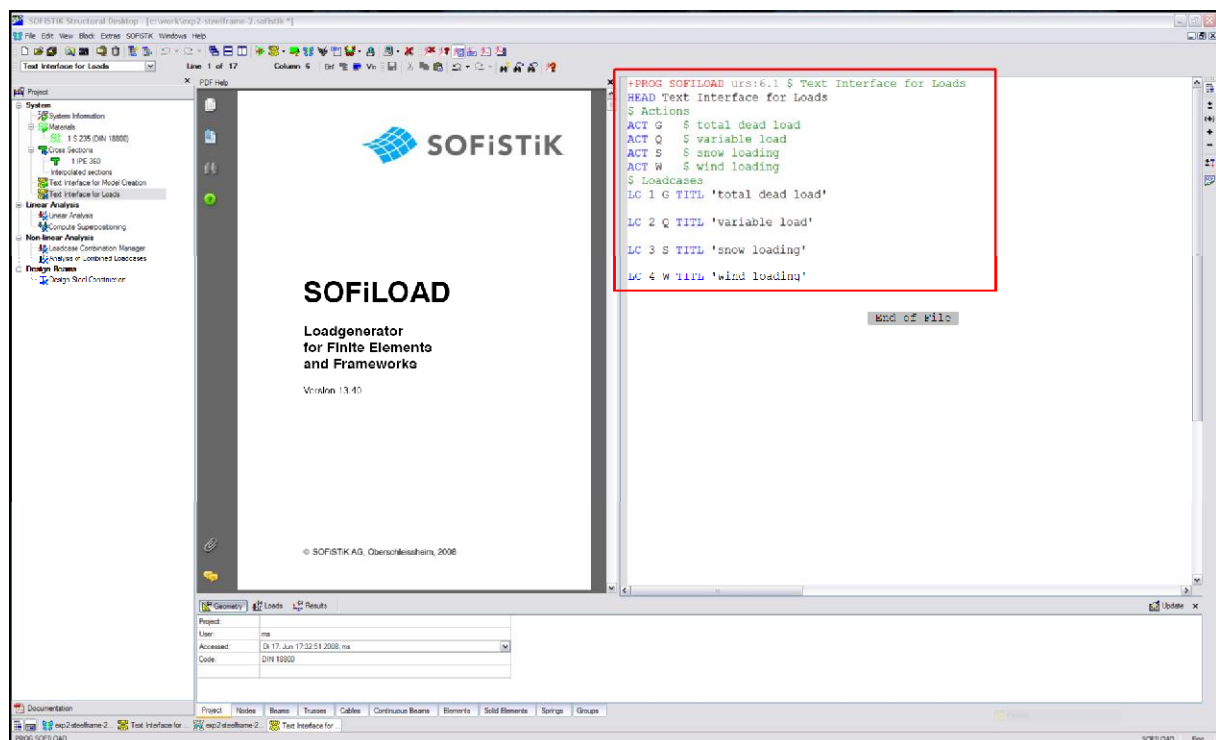 SOFiSTiK Structural Desktop - [c:\work\exp2-steelframe-2.sofistik *]
File Edit View Block Extras SOFiSTiK Windows Help
Text Interface for Loads Line 1 of 17 Column 6
PDF Help
Project
System
System Information
Materials
1 S 235 (DIN 18800)
Cross Sections
1 IPE 360
Interpolated sections
Text Interface for Model Creation
Text Interface for Loads
Linear Analysis
Linear Analysis
Compute Superpositioning
Non-linear Analysis
Loadcase Combination Manager
Analysis of Combined Loadcases
Design Beams
Design Steel Construction
Documentation
SOFiSTiK
SOFiLOAD
Loadgenerator
for Finite Elements
and Frameworks
Version 13.40
© SOFiSTiK AG, Oberschleissheim, 2008
+PROG SOFILOAD urs:6.1 $ Text Interface for Loads
HEAD Text Interface for Loads
$ Actions
ACT G $ total dead load
ACT Q $ variable load
ACT S $ snow loading
ACT W $ wind loading
$ Loadcases
LC 1 G TITL 'total dead load'
LC 2 Q TITL 'variable load'
LC 3 S TITL 'snow loading'
LC 4 W TITL 'wind loading'
End of File
Geometry Loads Results Update
Project:
User: ms
Accessed: Di 17. Jun 17:32:51 2008, ms
Code: DIN 18800
Project Nodes Beams Trusses Cables Continuous Beams Elements Solid Elements Springs Groups
exp2-steelframe-2... Text Interface for ... exp2-steelframe-2... Text Interface for ...
PROG SOFILOAD SOFILOAD